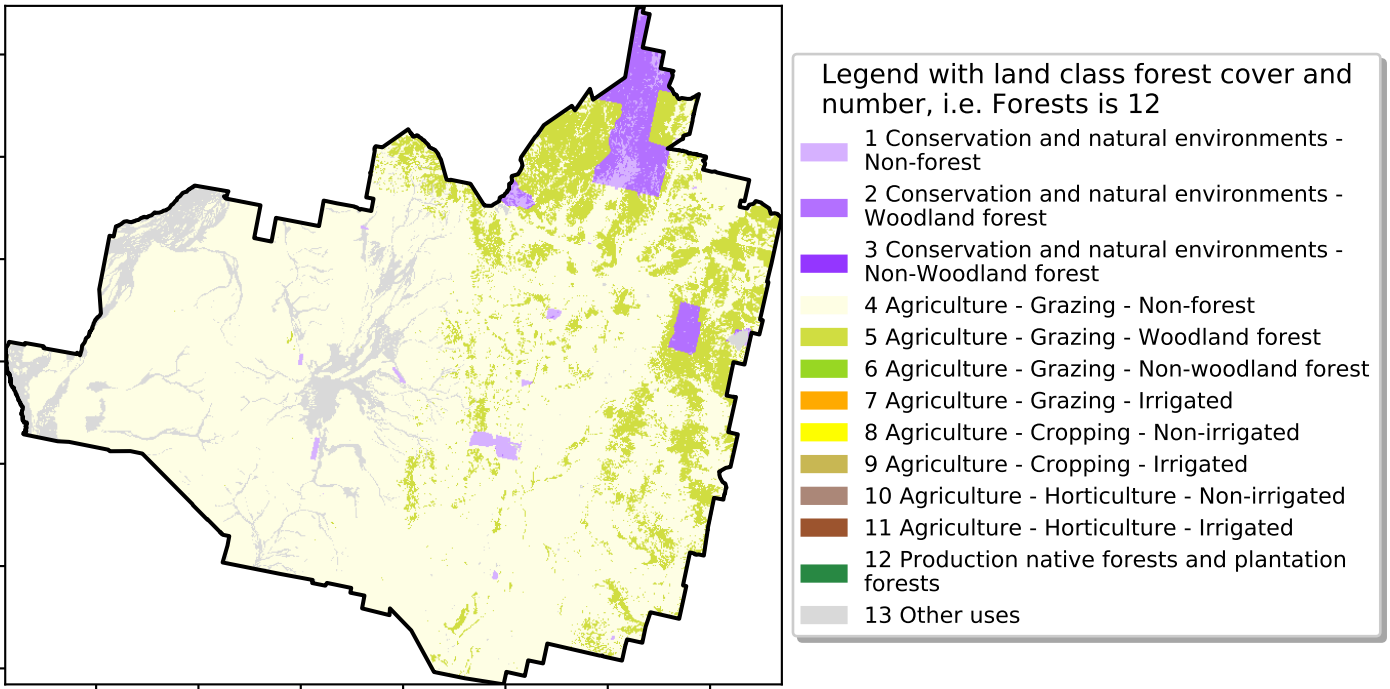 Legend with land class forest cover and
number, i.e. Forests is 12
1 Conservation and natural environments -
Non-forest
2 Conservation and natural environments -
Woodland forest
3 Conservation and natural environments -
Non-Woodland forest
4 Agriculture - Grazing - Non-forest
5 Agriculture - Grazing - Woodland forest
6 Agriculture - Grazing - Non-woodland forest
7 Agriculture - Grazing - Irrigated
8 Agriculture - Cropping - Non-irrigated
9 Agriculture - Cropping - Irrigated
10 Agriculture - Horticulture - Non-irrigated
11 Agriculture - Horticulture - Irrigated
12 Production native forests and plantation
forests
13 Other uses